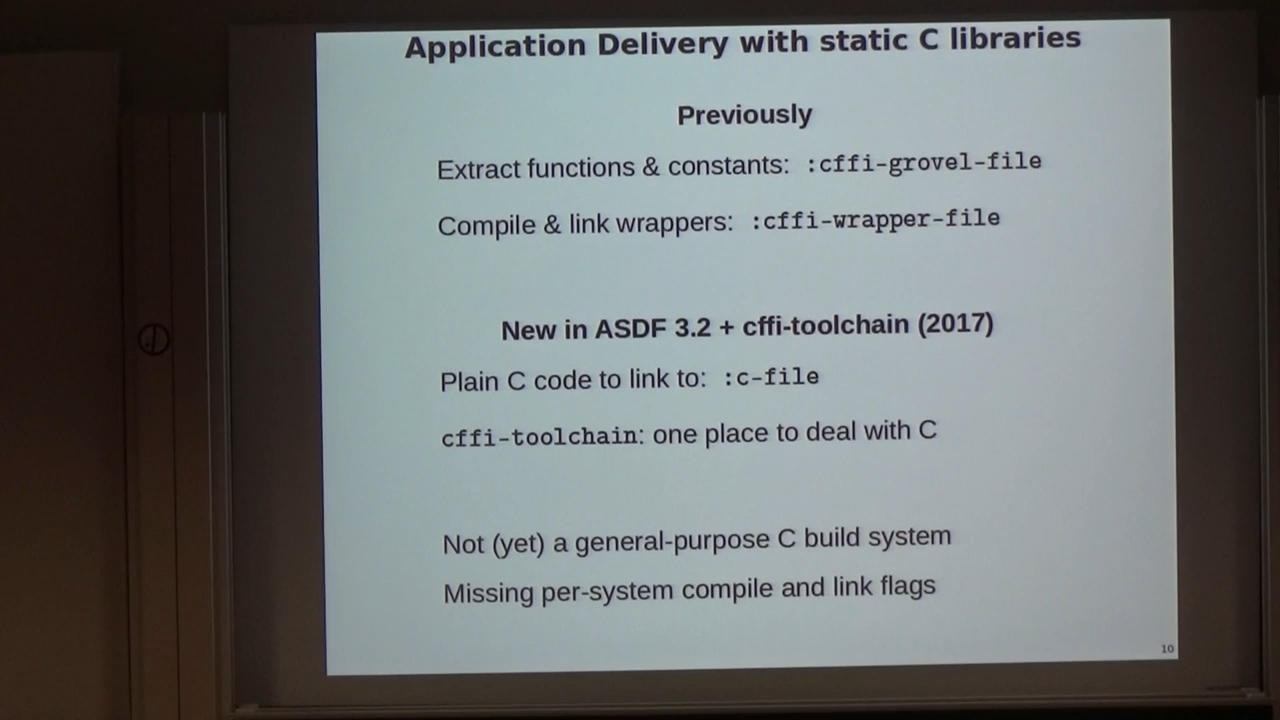 Application Delivery with static C libraries
Previously
Extract functions & constants: :cffi-grovel-file
Compile & link wrappers: :cffi-wrapper-file
New in ASDF 3.2 + cffi-toolchain (2017)
Plain C code to link to: :c-file
cffi-toolchain: one place to deal with C
Not (yet) a general-purpose C build system
Missing per-system compile and link flags
10